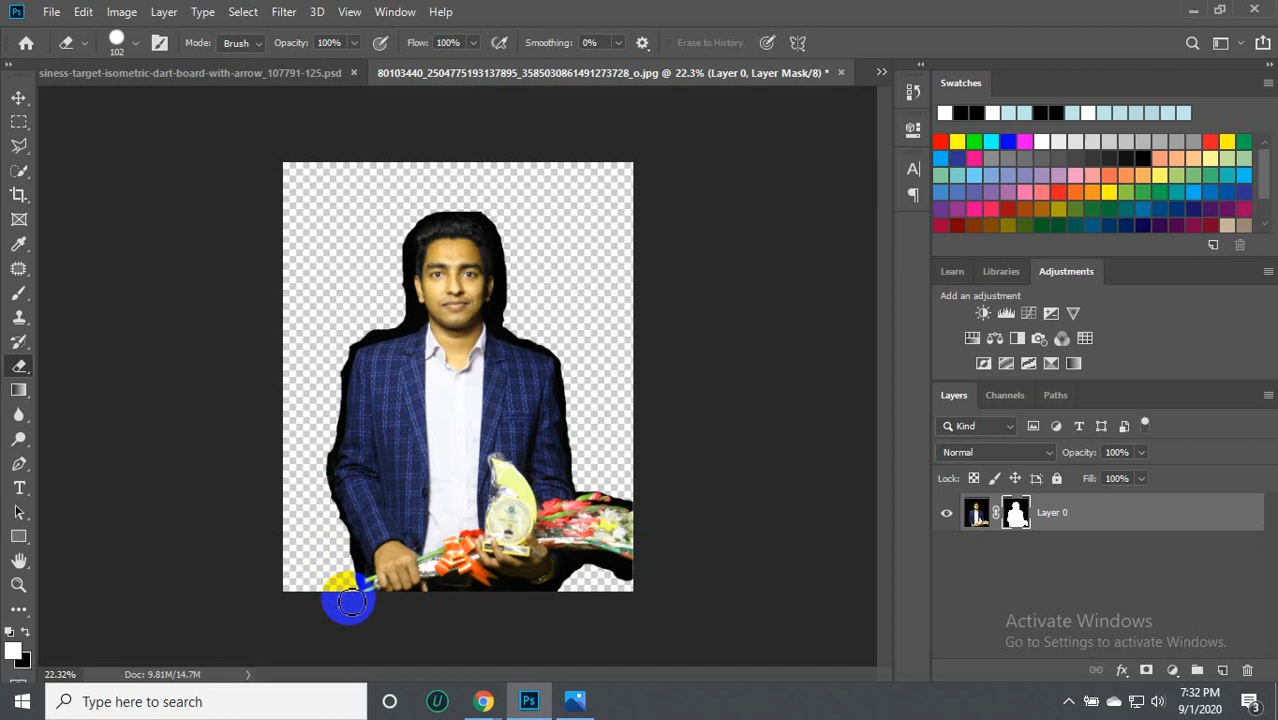 Ps File Edit Image Layer Type Select Filter 3D View Window Help
102 Mode: Brush Opacity: 100% Flow: 100% Smoothing: 0% Erase to History
siness-target-isometric-dart-board-with-arrow_107791-125.psd × 80103440_2504775193137895_3585030861491273728_o.jpg @ 22.3% (Layer 0, Layer Mask/8) * ×
Swatches
Learn Libraries Adjustments
Add an adjustment
Layers Channels Paths
Kind
Normal Opacity: 100%
Lock: Fill: 100%
Layer 0
Activate Windows
Go to Settings to activate Windows.
22.32% Doc: 9.81M/14.7M
Type here to search
Ps
7:32 PM
9/1/2020
3